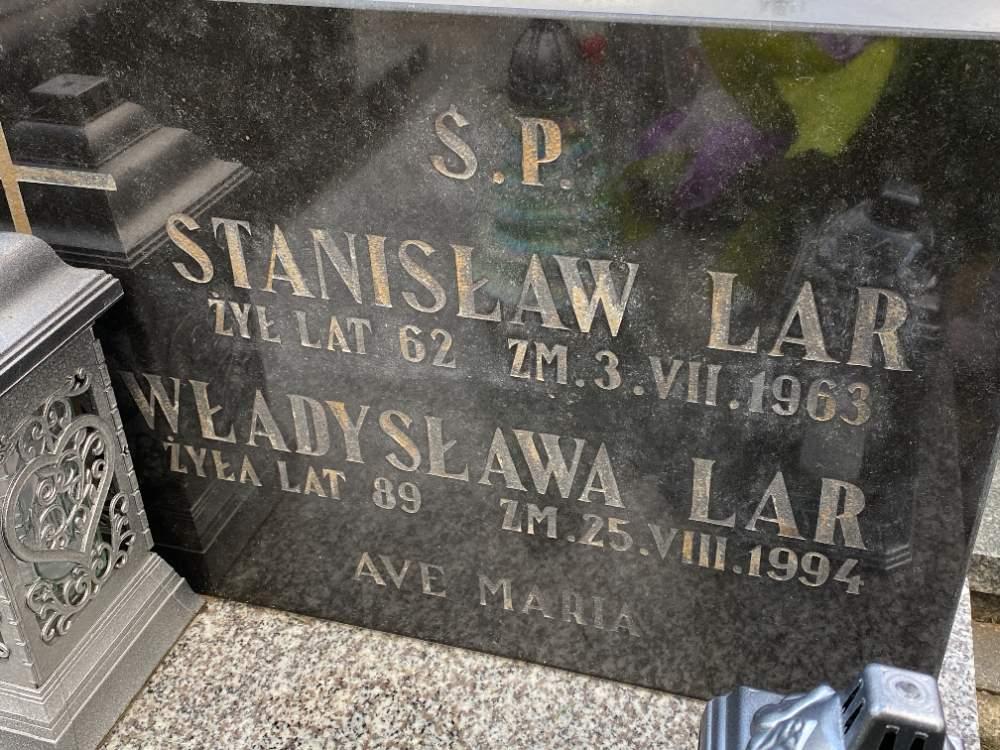 Ś.P.
STANISŁAW LAR
ŻYŁ LAT 62 ZM.3.VII.1963
WŁADYSŁAWA LAR
ŻYŁA LAT 89 ZM.25.VIII.1994
AVE MARIA